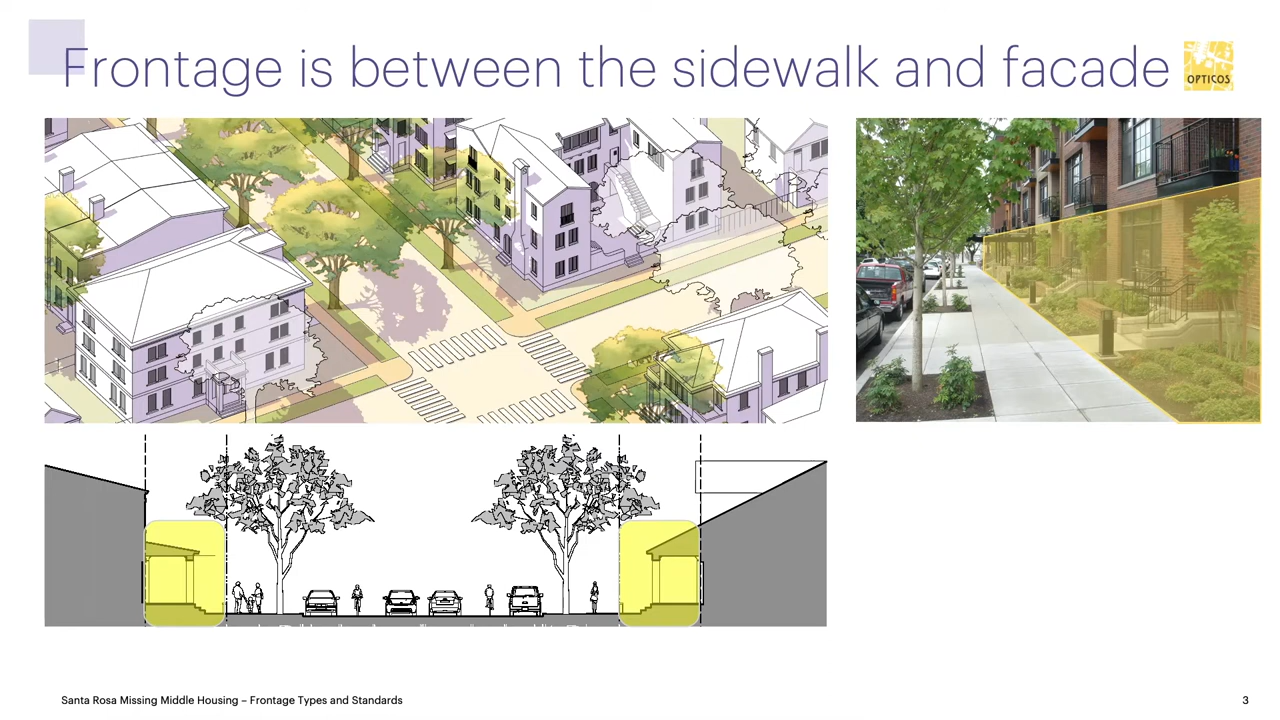 Frontage is between the sidewalk and facade
OPTICOS
Santa Rosa Missing Middle Housing – Frontage Types and Standards
3